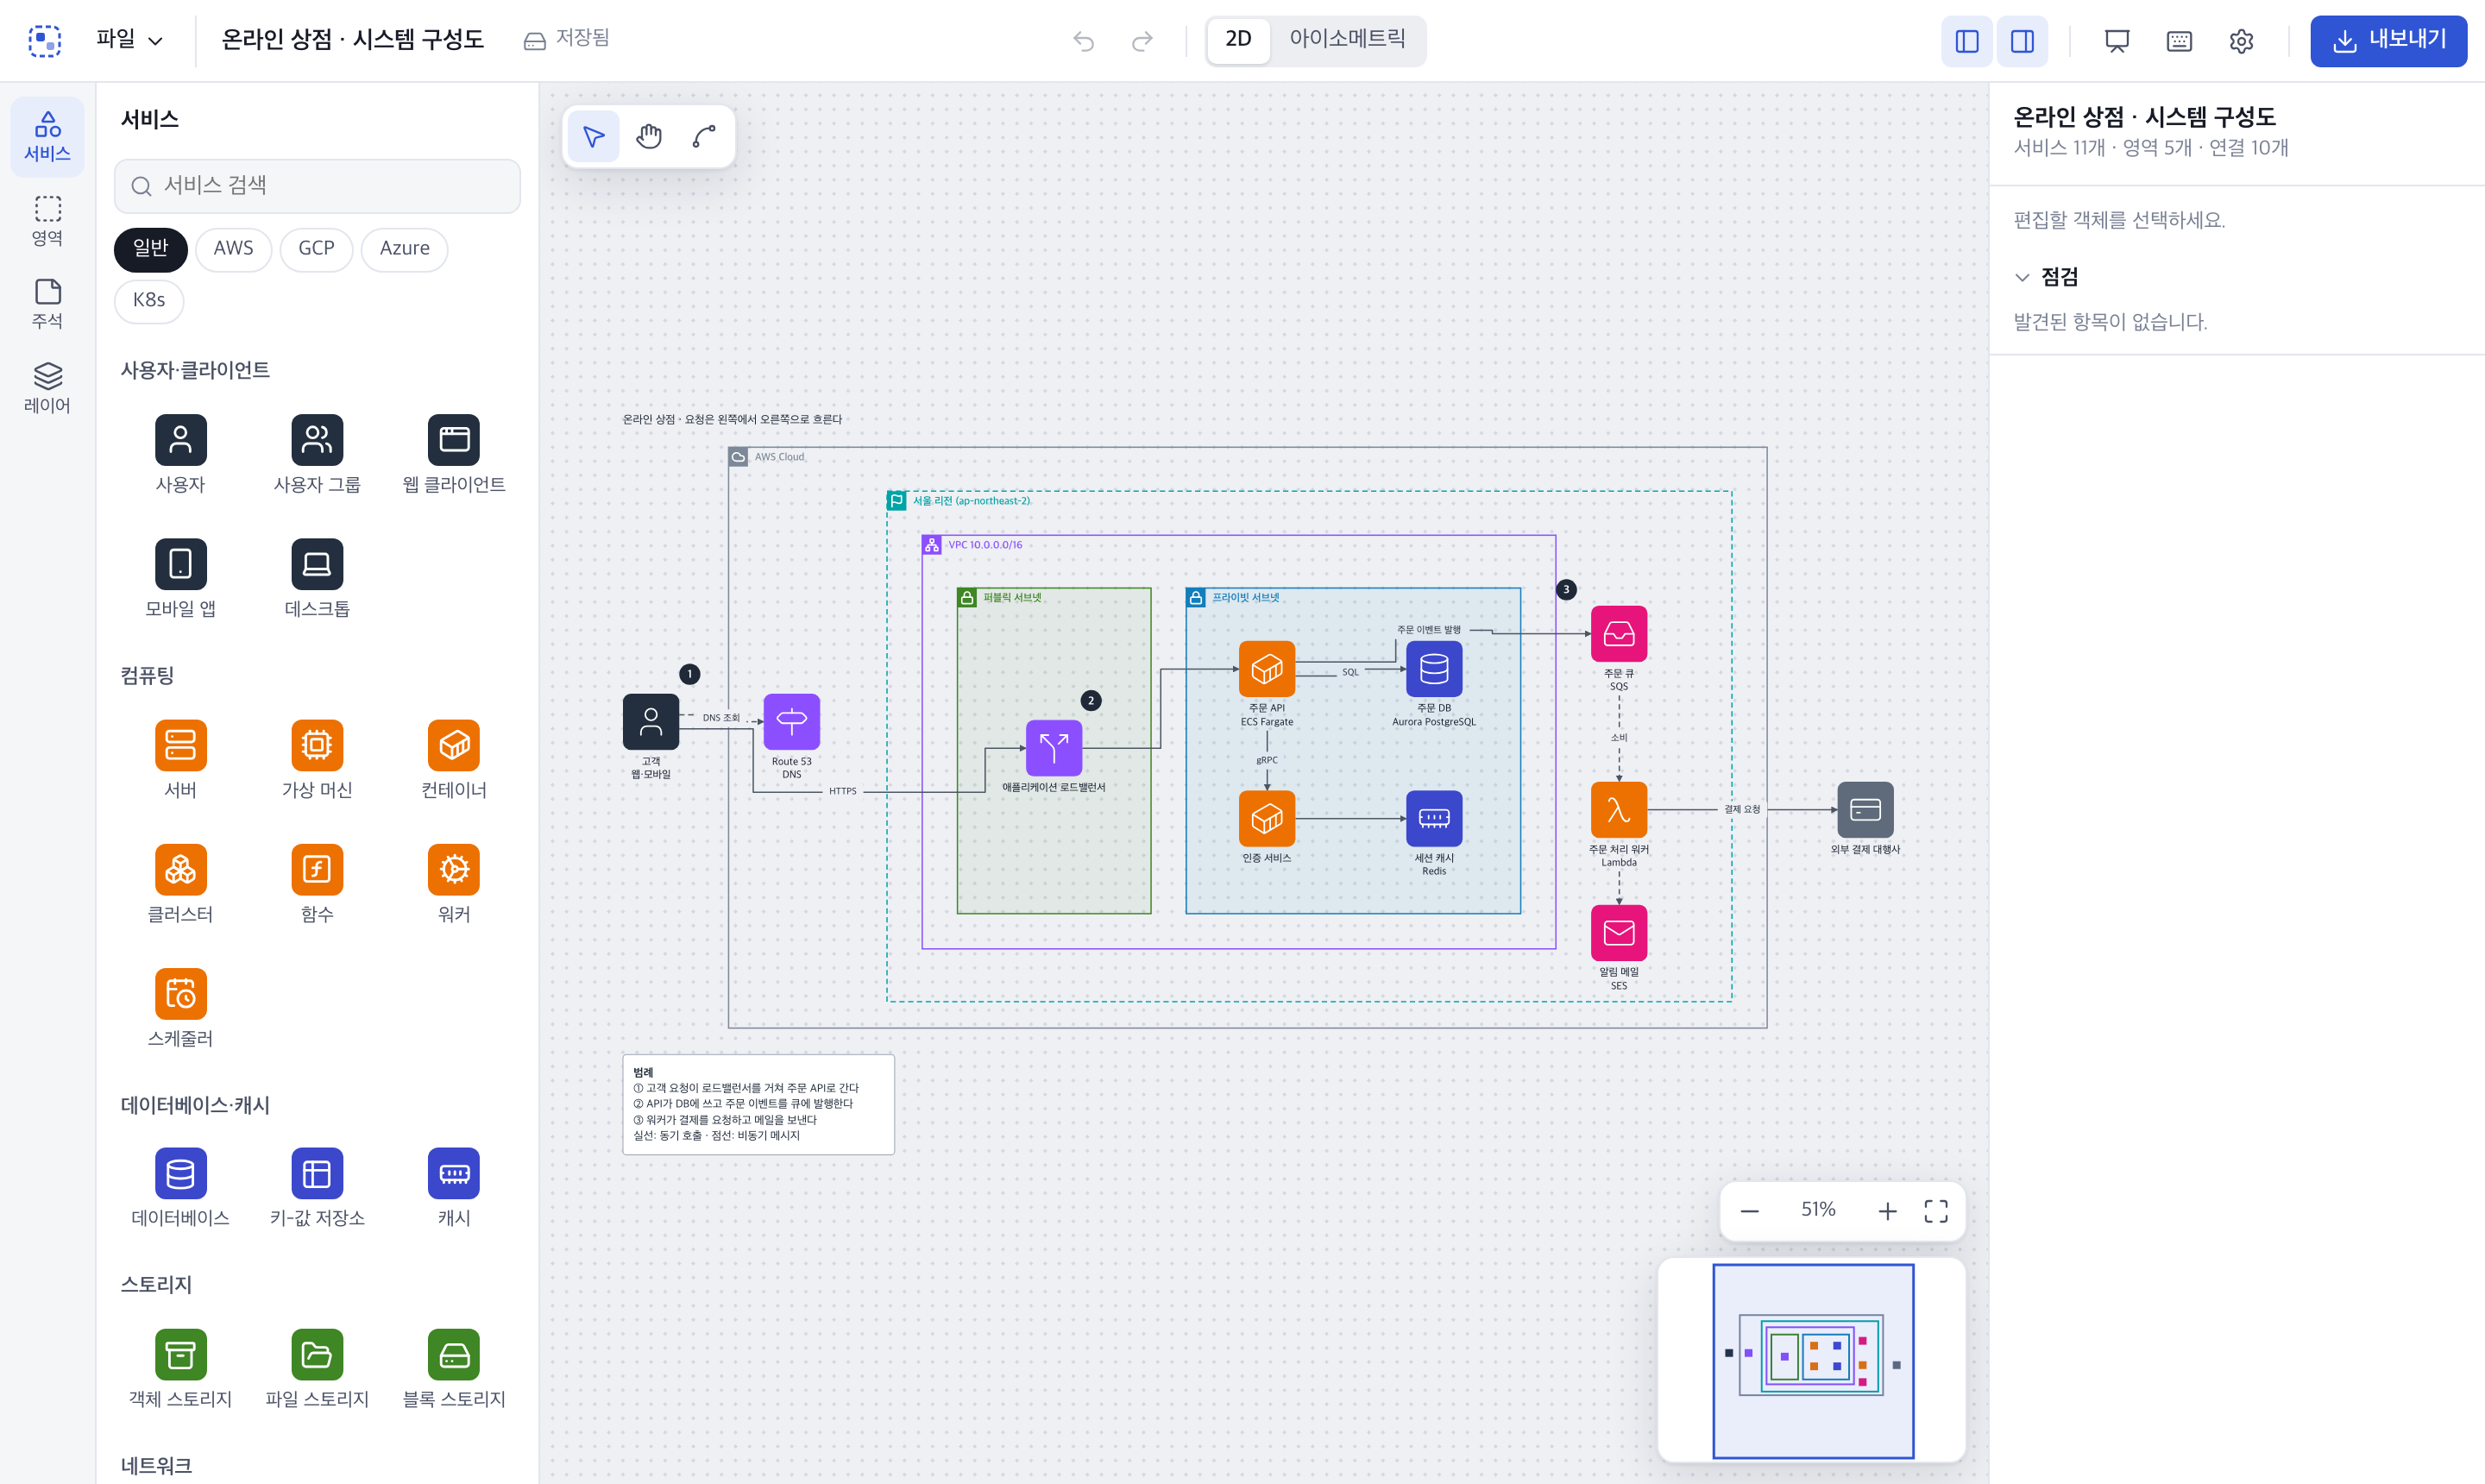 파일
온라인 상점 · 시스템 구성도
저장됨
2D
아이소메트릭
내보내기
서비스
영역
주석
레이어
서비스
서비스 검색
일반
AWS
GCP
Azure
K8s
사용자·클라이언트
사용자
사용자 그룹
웹 클라이언트
모바일 앱
데스크톱
컴퓨팅
서버
가상 머신
컨테이너
클러스터
함수
워커
스케줄러
데이터베이스·캐시
데이터베이스
키-값 저장소
캐시
스토리지
객체 스토리지
파일 스토리지
블록 스토리지
네트워크
온라인 상점 · 요청은 왼쪽에서 오른쪽으로 흐른다
AWS Cloud
서울 리전 (ap-northeast-2)
VPC 10.0.0.0/16
퍼블릭 서브넷
프라이빗 서브넷
1
2
3
고객
웹·모바일
DNS 조회
Route 53
DNS
HTTPS
애플리케이션 로드밸런서
주문 API
ECS Fargate
SQL
주문 이벤트 발행
주문 DB
Aurora PostgreSQL
gRPC
인증 서비스
세션 캐시
Redis
주문 큐
SQS
소비
주문 처리 워커
Lambda
결제 요청
외부 결제 대행사
알림 메일
SES
범례
① 고객 요청이 로드밸런서를 거쳐 주문 API로 간다
② API가 DB에 쓰고 주문 이벤트를 큐에 발행한다
③ 워커가 결제를 요청하고 메일을 보낸다
실선: 동기 호출 · 점선: 비동기 메시지
51%
온라인 상점 · 시스템 구성도
서비스 11개 · 영역 5개 · 연결 10개
편집할 객체를 선택하세요.
점검
발견된 항목이 없습니다.